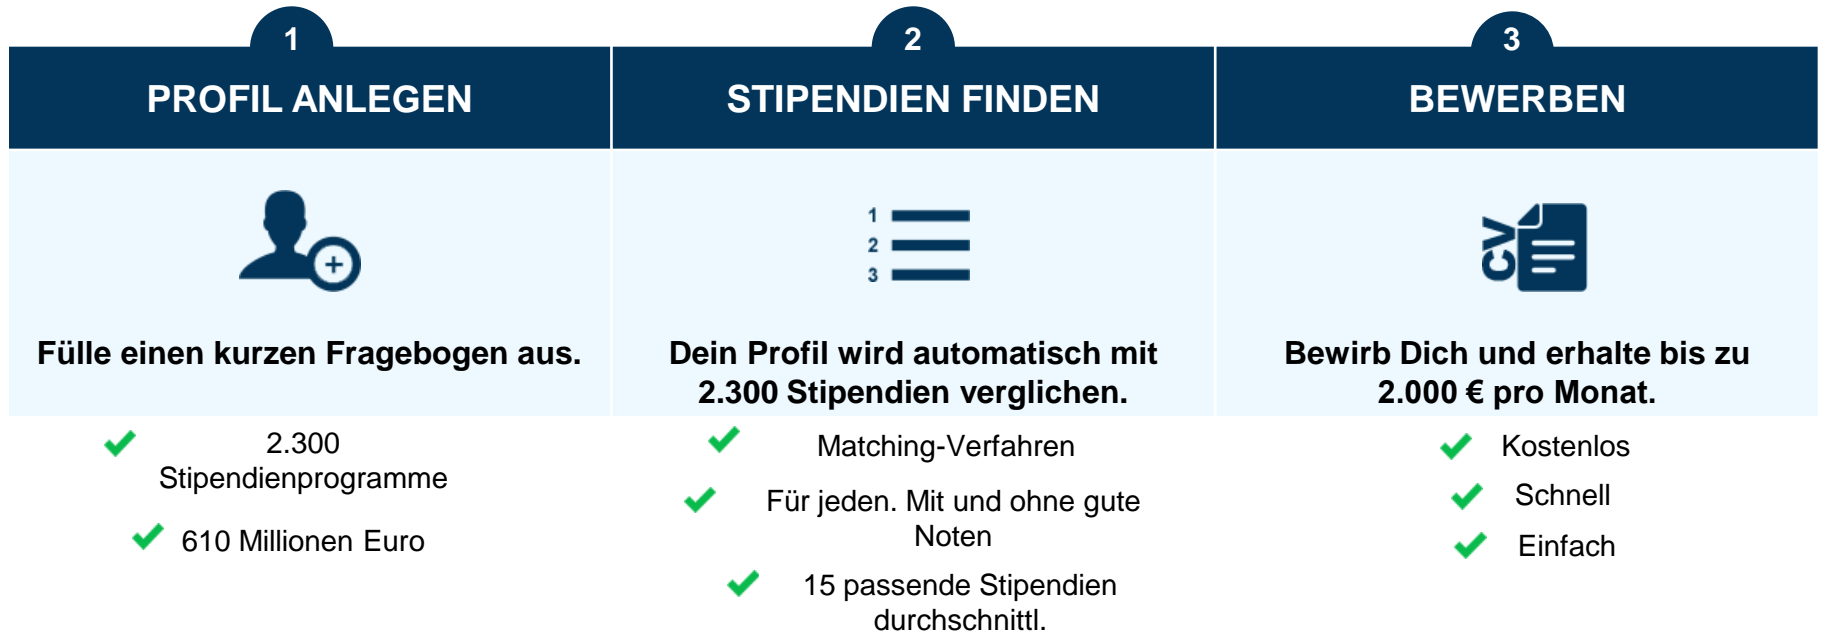 1
PROFIL ANLEGEN
Fülle einen kurzen Fragebogen aus.
2.300
Stipendienprogramme
610 Millionen Euro
2
STIPENDIEN FINDEN
1
2
3
Dein Profil wird automatisch mit
2.300 Stipendien verglichen.
Matching-Verfahren
Für jeden. Mit und ohne gute
Noten
15 passende Stipendien
durchschnittl.
3
BEWERBEN
CV
Bewirb Dich und erhalte bis zu
2.000 € pro Monat.
Kostenlos
Schnell
Einfach